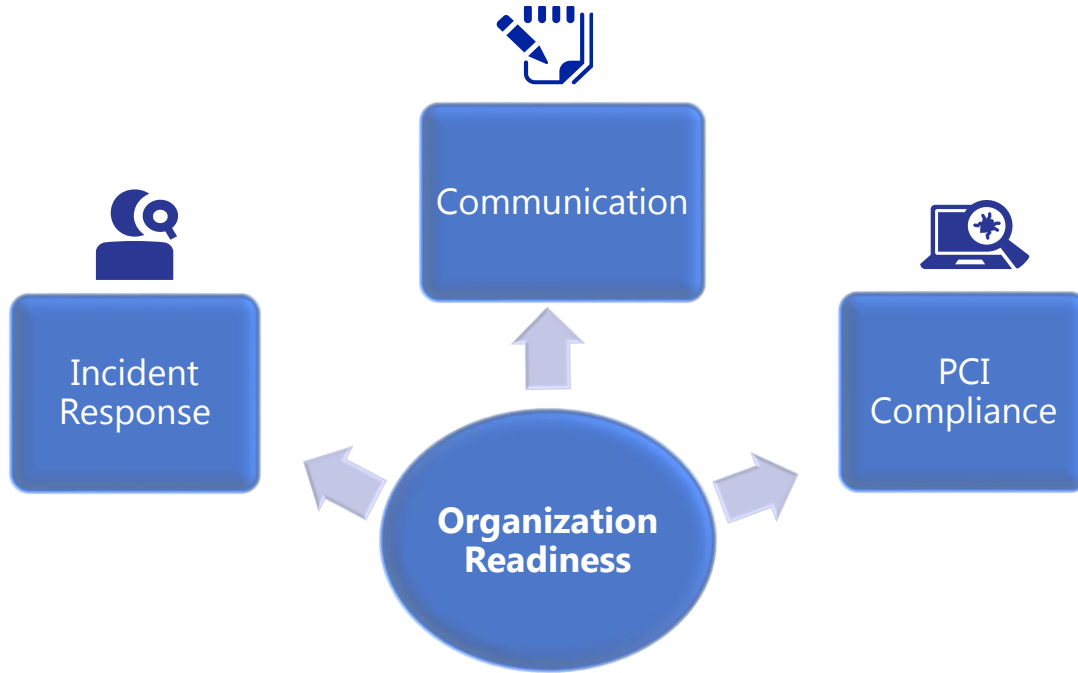 Communication
Incident
Response
PCI
Compliance
Organization
Readiness